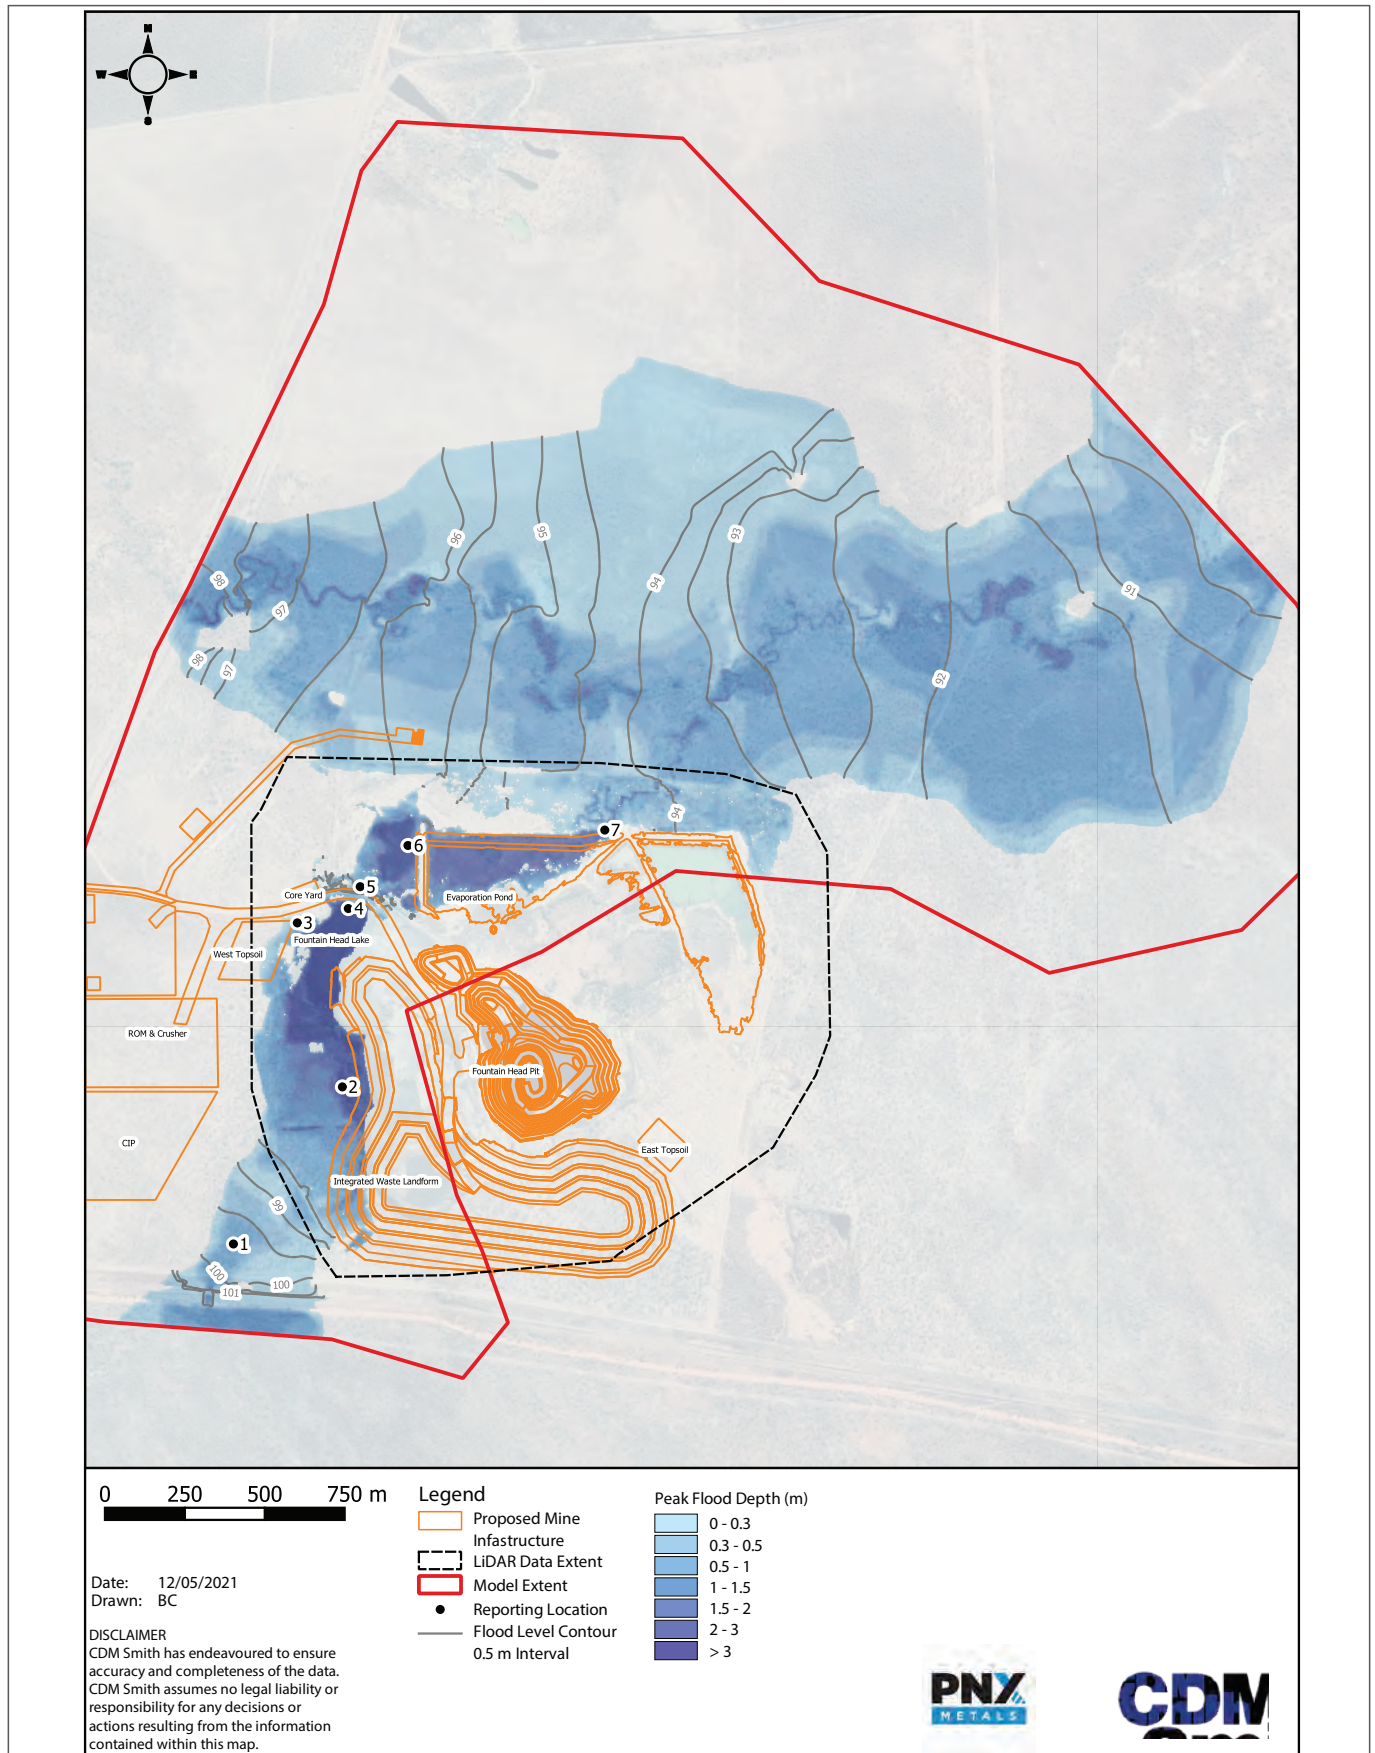 N
W
E
S
96
95
93
94
98
97
91
98
97
92
94
7
6
5
Core Yard
Evaporation Pond
4
3
Fountain Head Lake
West Topsoil
ROM & Crusher
Fountain Head Pit
2
CIP
East Topsoil
Integrated Waste Landform
99
1
100
100
101
0 250 500 750 m
Legend
Proposed Mine
Infastructure
LiDAR Data Extent
Model Extent
Reporting Location
Flood Level Contour
0.5 m Interval
Peak Flood Depth (m)
0 - 0.3
0.3 - 0.5
0.5 - 1
1 - 1.5
1.5 - 2
2 - 3
> 3
Date: 12/05/2021
Drawn: BC
DISCLAIMER
CDM Smith has endeavoured to ensure
accuracy and completeness of the data.
CDM Smith assumes no legal liability or
responsibility for any decisions or
actions resulting from the information
contained within this map.
PNX
METALS
CDM